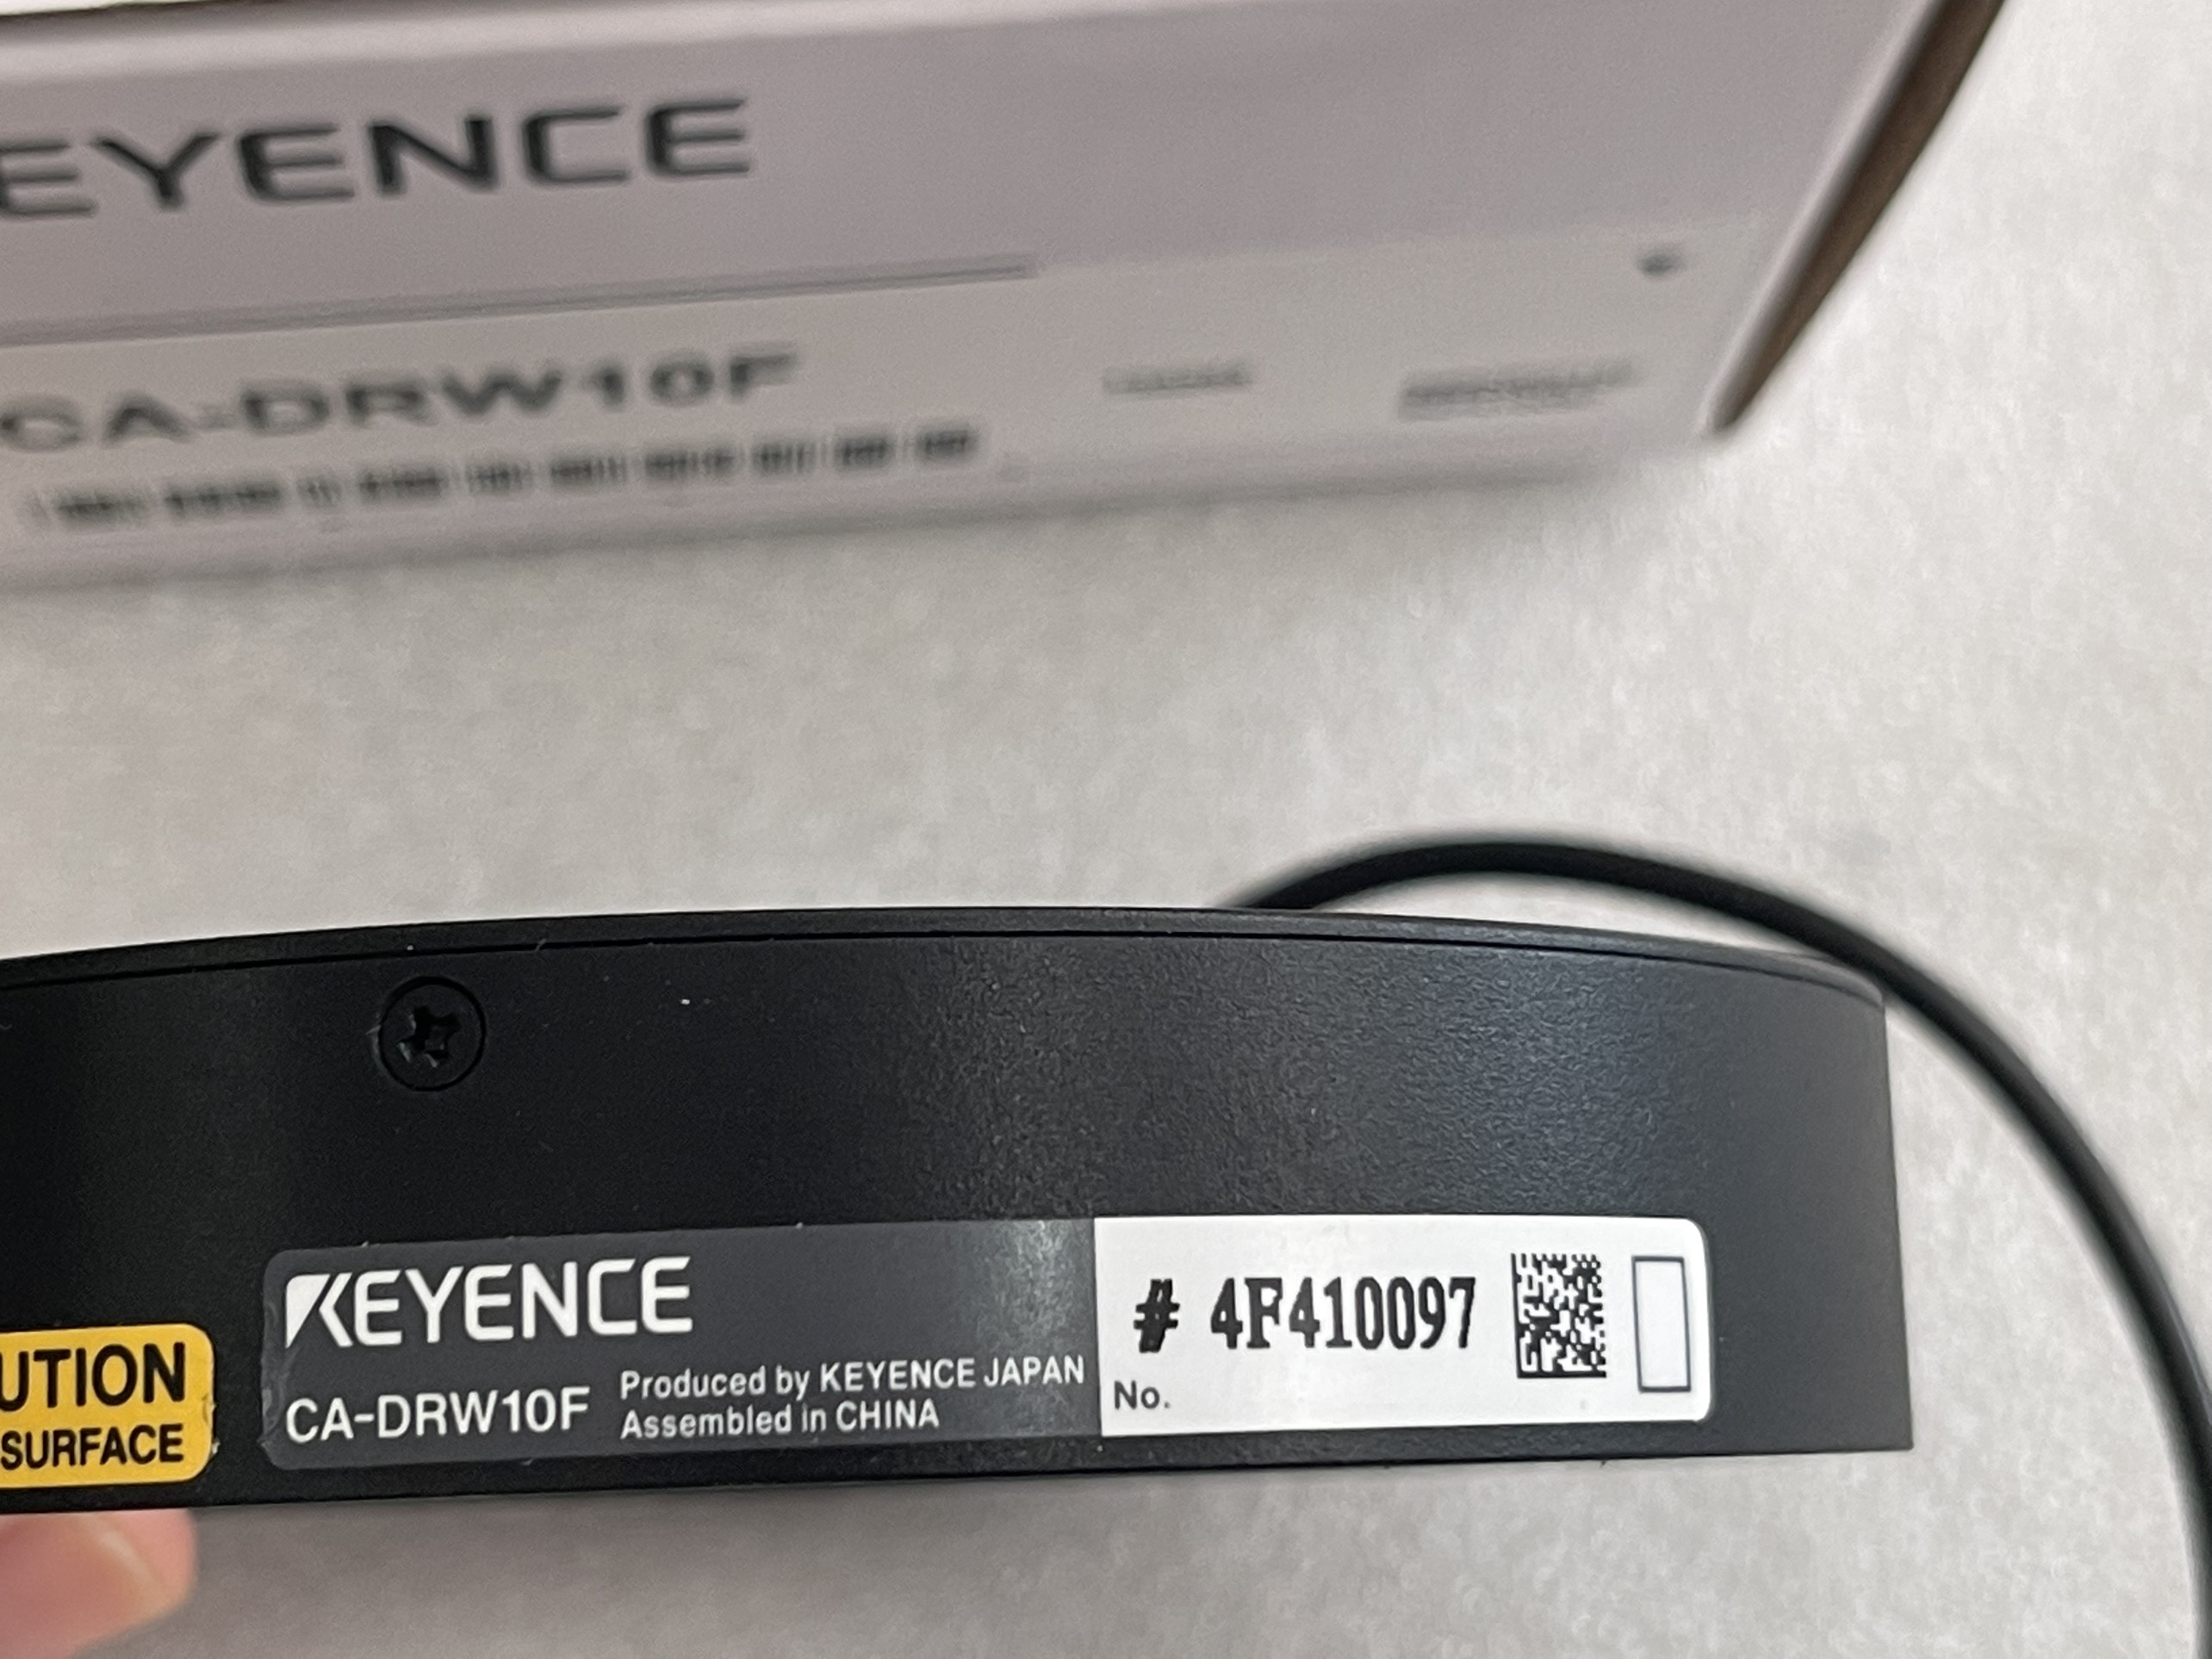 EYENCE
CA-DRW10F
KEYENCE
CA-DRW10F
Produced by KEYENCE JAPAN
Assembled in CHINA
# 4F410097
No.
UTION
SURFACE